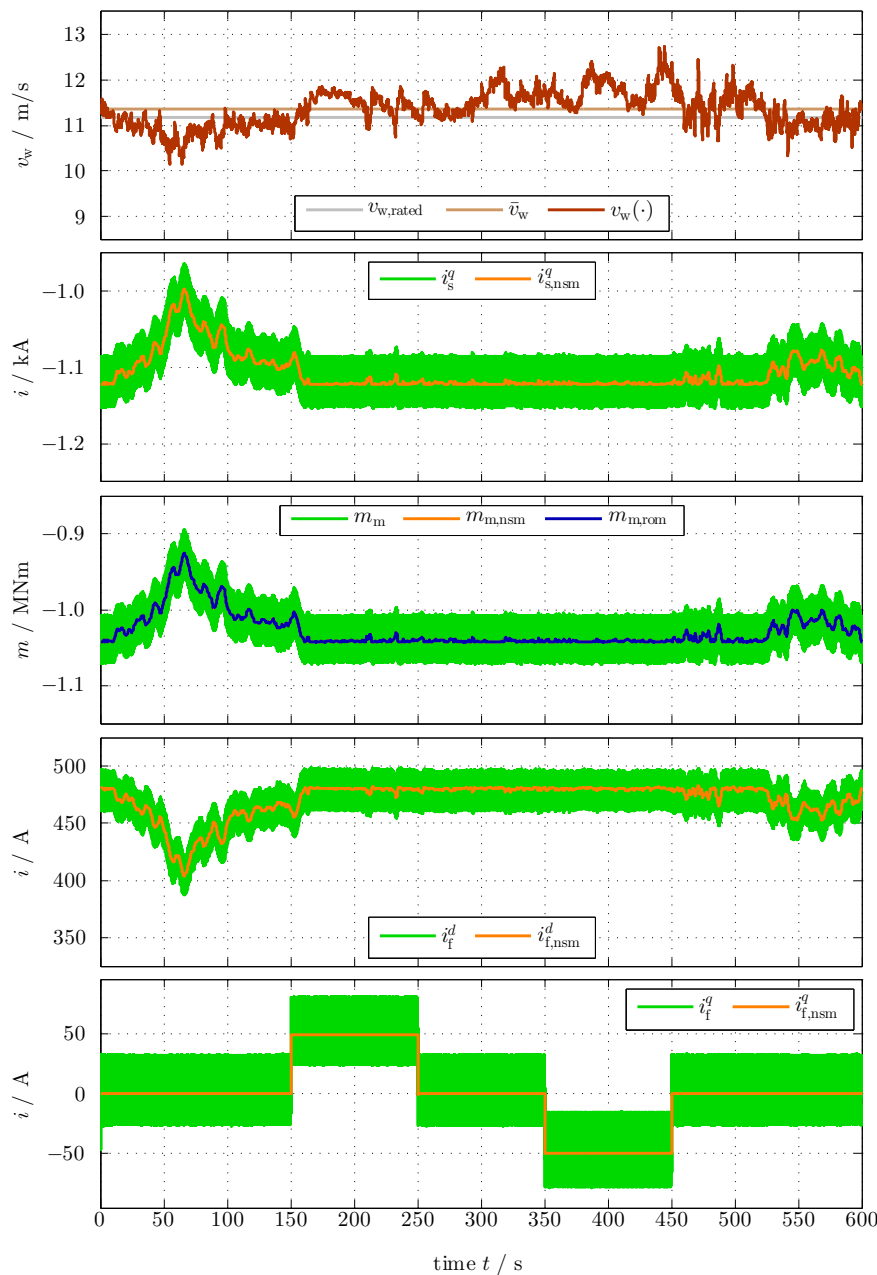 13
12
11
10
9
v_w / m/s
v_w,rated   v̄_w   v_w(·)
−1.0
−1.1
−1.2
i / kA
i_s^q   i_s,nsm^q
−0.9
−1.0
−1.1
m / MNm
m_m   m_m,nsm   m_m,rom
500
450
400
350
i / A
i_f^d   i_f,nsm^d
50
0
−50
i / A
i_f^q   i_f,nsm^q
0 50 100 150 200 250 300 350 400 450 500 550 600
time t / s